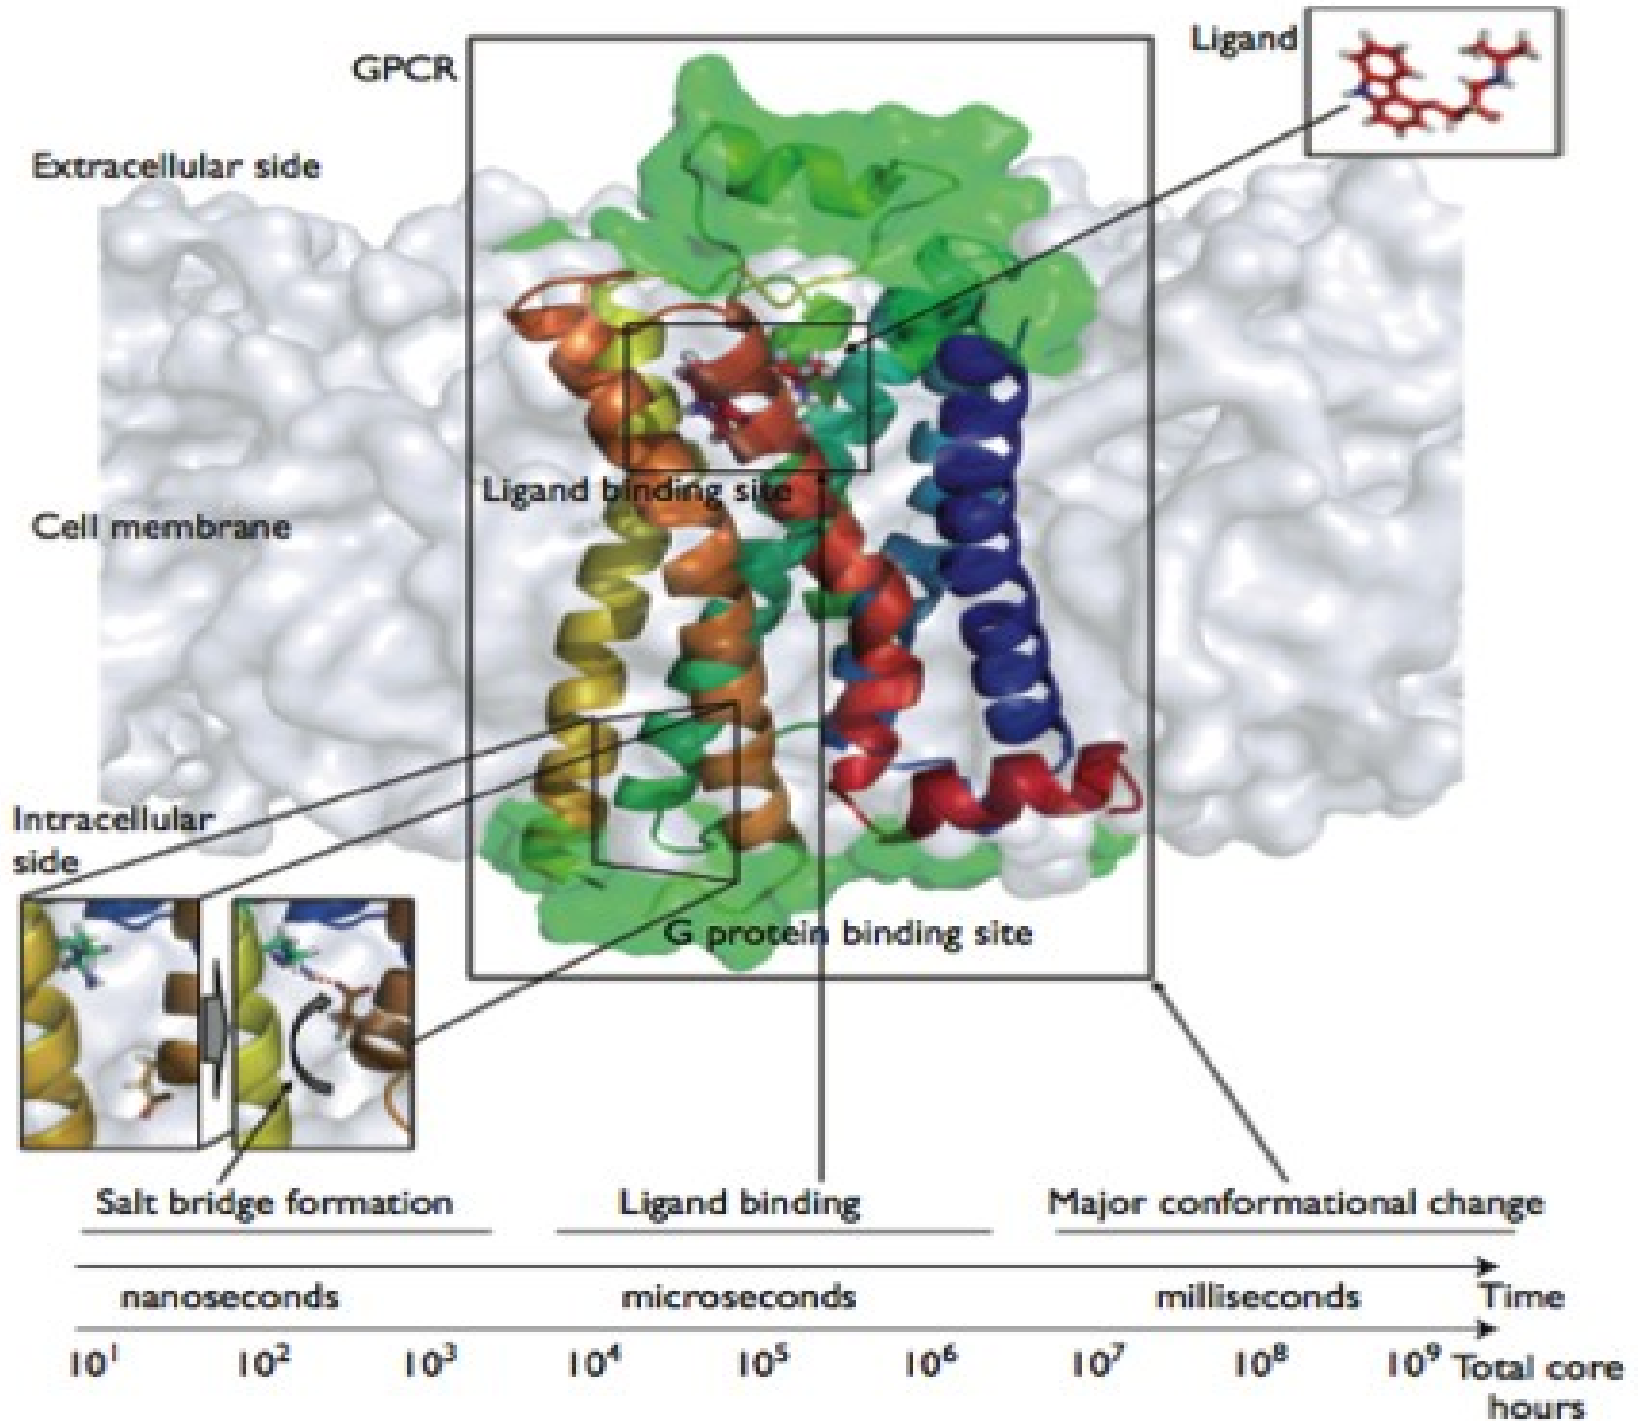 Ligand
GPCR
Extracellular side
Ligand binding site
Cell membrane
Intracellular
side
G protein binding site
Salt bridge formation
Ligand binding
Major conformational change
nanoseconds
microseconds
milliseconds
Time
10¹ 10² 10³ 10⁴ 10⁵ 10⁶ 10⁷ 10⁸ 10⁹ Total core
hours